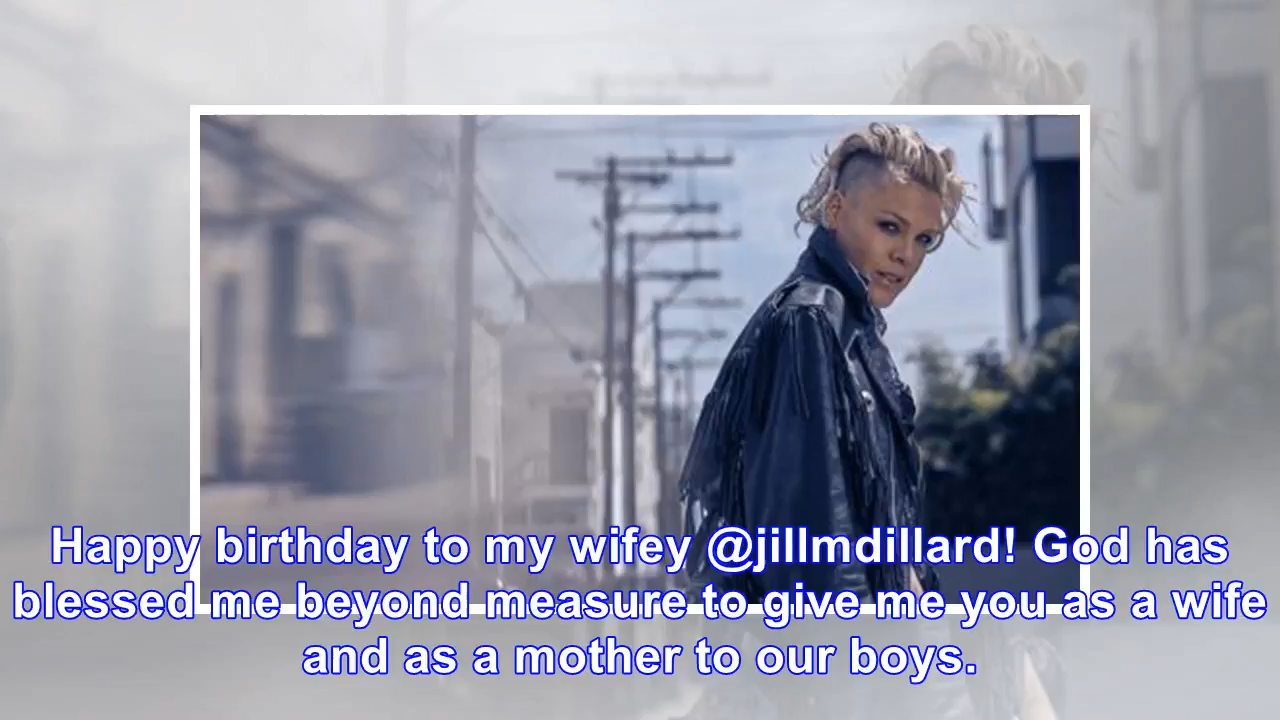 Happy birthday to my wifey @jillmdillard! God has
blessed me beyond measure to give me you as a wife
and as a mother to our boys.